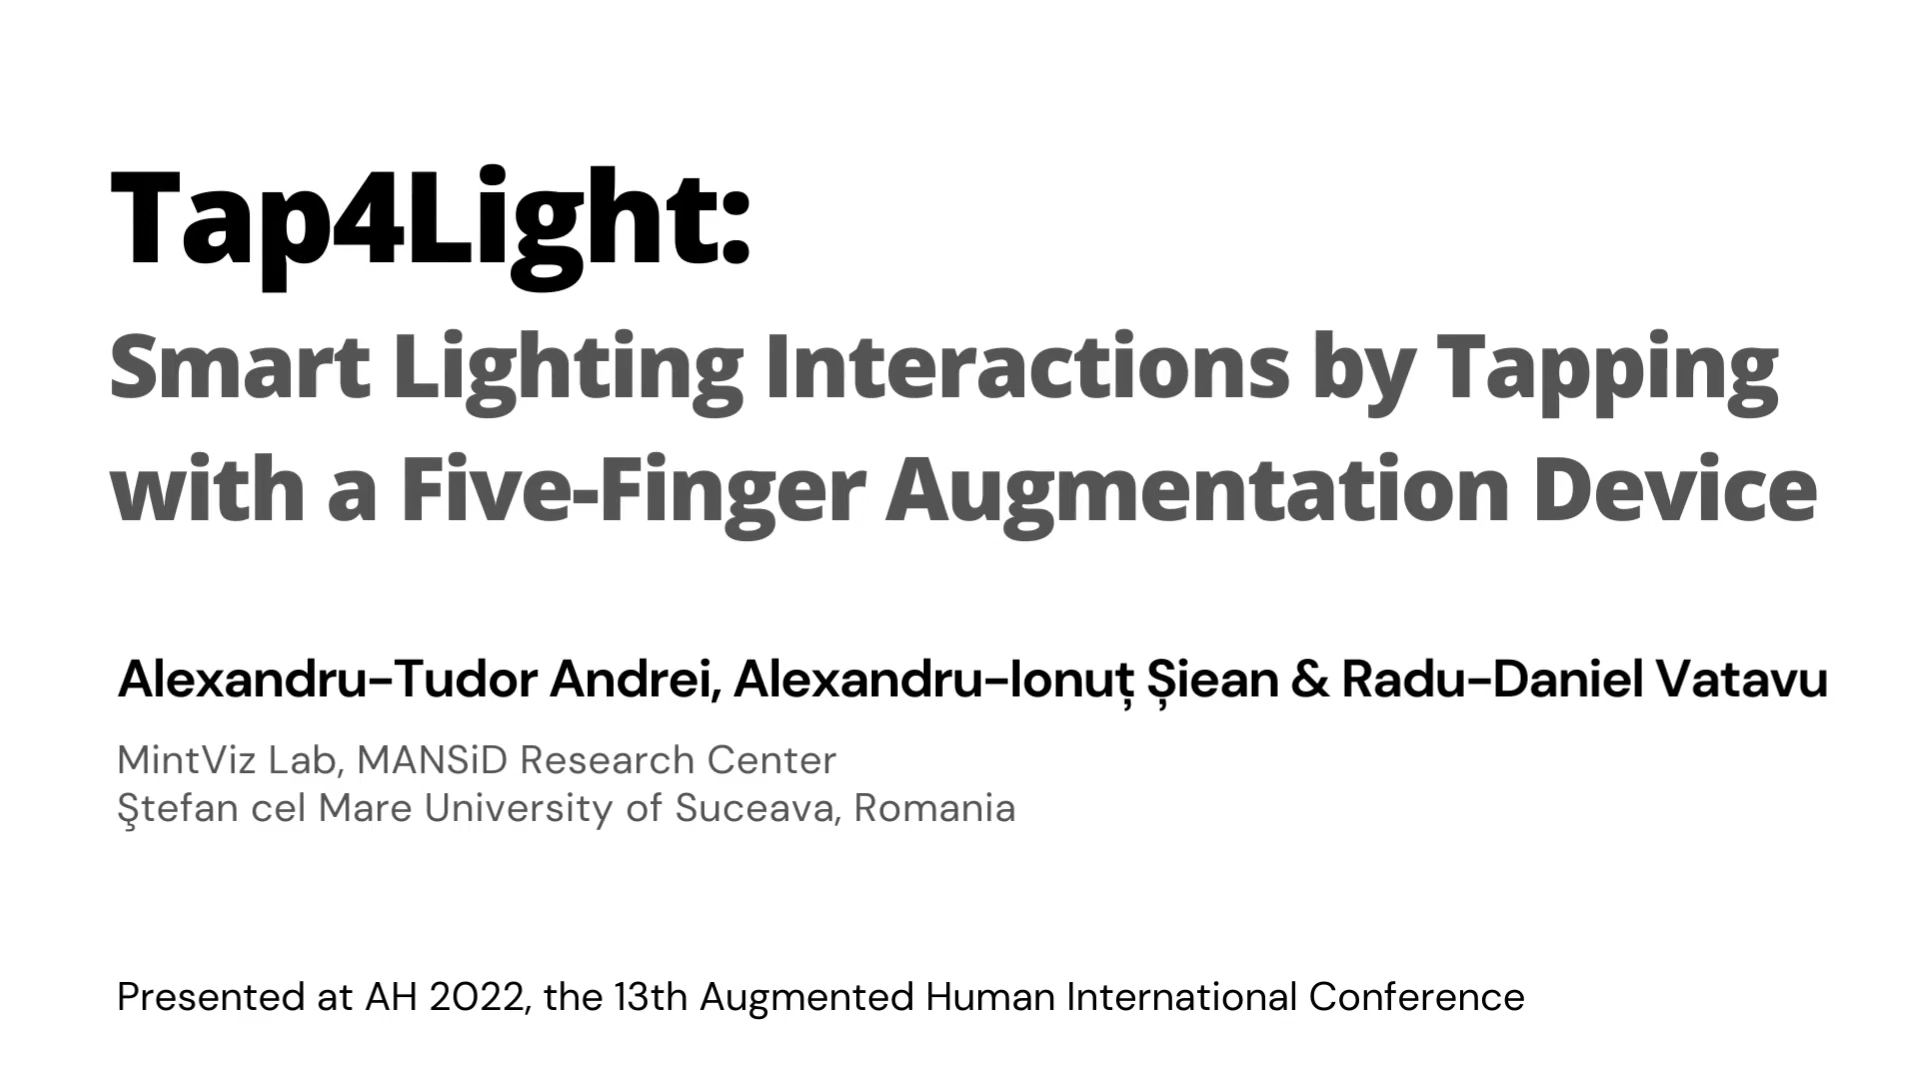 Tap4Light:
Smart Lighting Interactions by Tapping
with a Five-Finger Augmentation Device
Alexandru-Tudor Andrei, Alexandru-Ionuț Șiean & Radu-Daniel Vatavu
MintViz Lab, MANSiD Research Center
Ştefan cel Mare University of Suceava, Romania
Presented at AH 2022, the 13th Augmented Human International Conference